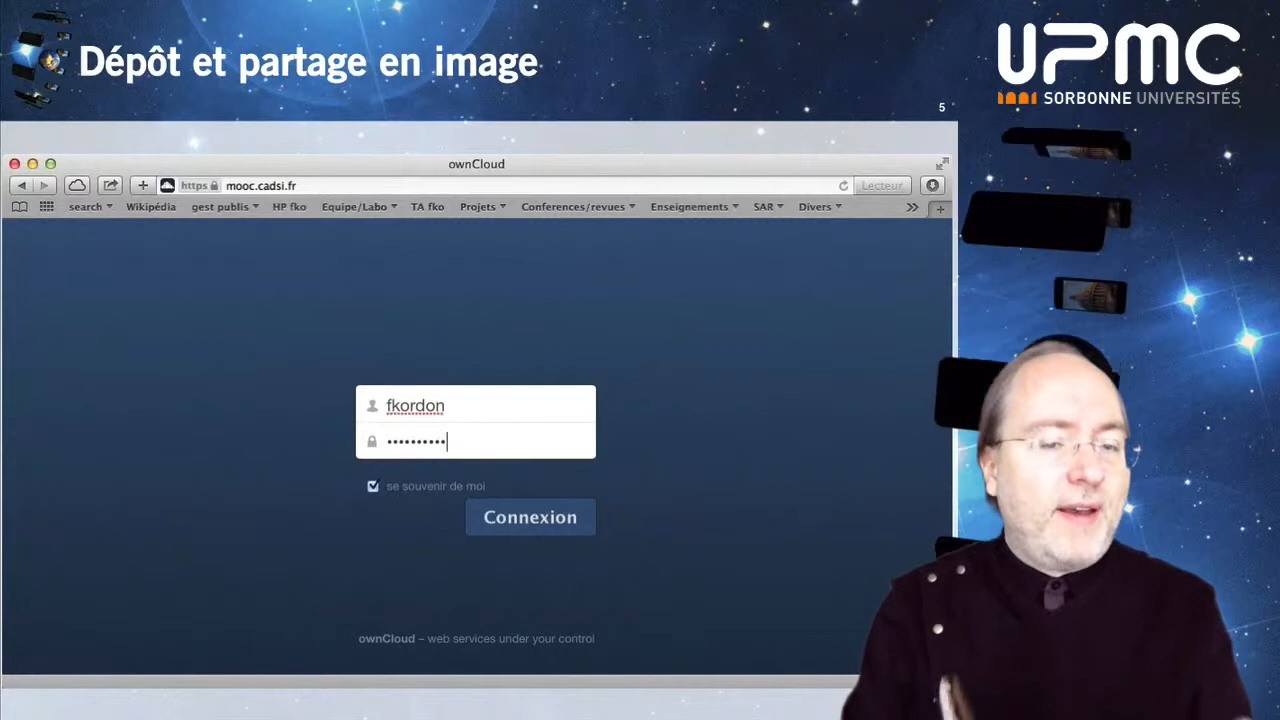 Dépôt et partage en image
UPMC
SORBONNE UNIVERSITÉS
5
ownCloud
https mooc.cadsi.fr
Lecteur
search Wikipédia gest publis HP fko Equipe/Labo TA fko Projets Conferences/revues Enseignements SAR Divers >>
fkordon
••••••••••
se souvenir de moi
Connexion
ownCloud – web services under your control